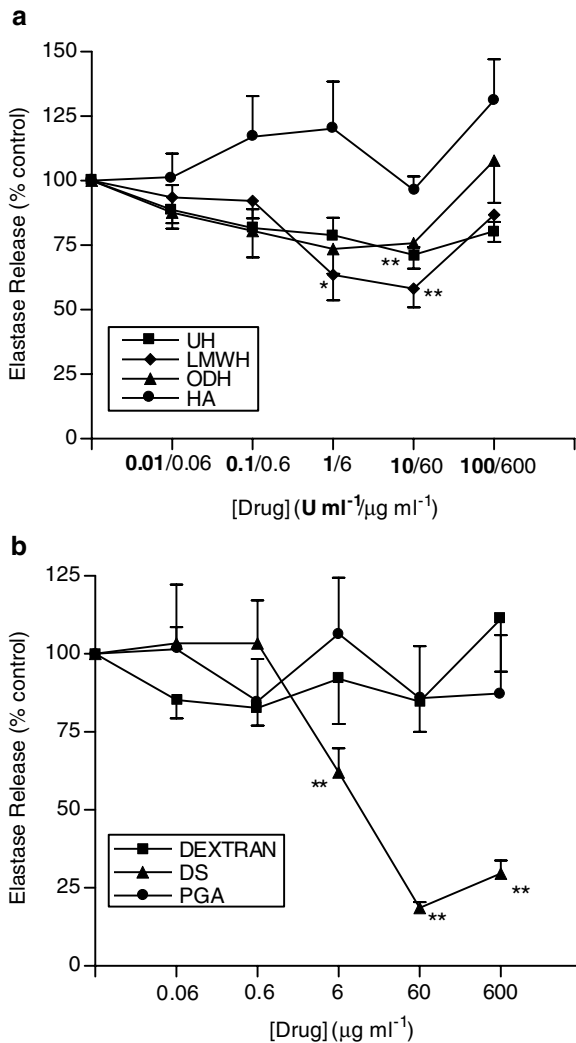 a
Elastase Release (% control)
150
125
100
75
50
25
0
**
*
**
UH
LMWH
ODH
HA
0.01/0.06 0.1/0.6 1/6 10/60 100/600
[Drug] (U ml⁻¹/µg ml⁻¹)
b
Elastase Release (% control)
125
100
75
50
25
0
**
**
**
DEXTRAN
DS
PGA
0.06 0.6 6 60 600
[Drug] (µg ml⁻¹)